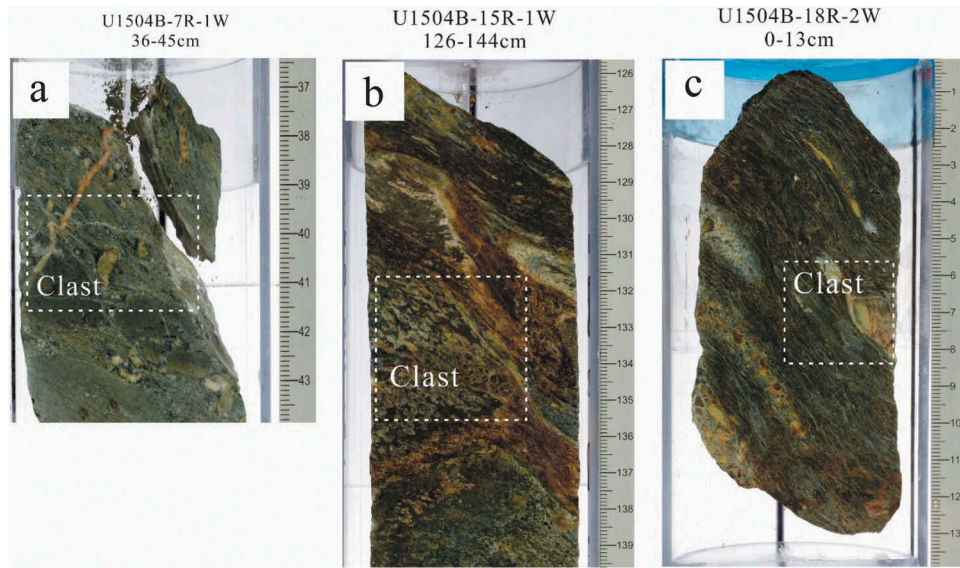 U1504B-7R-1W
36-45cm
U1504B-15R-1W
126-144cm
U1504B-18R-2W
0-13cm
a
b
c
37
38
39
40
41
42
43
126
127
128
129
130
131
132
133
134
135
136
137
138
139
1
2
3
4
5
6
7
8
9
10
11
12
13
Clast
Clast
Clast